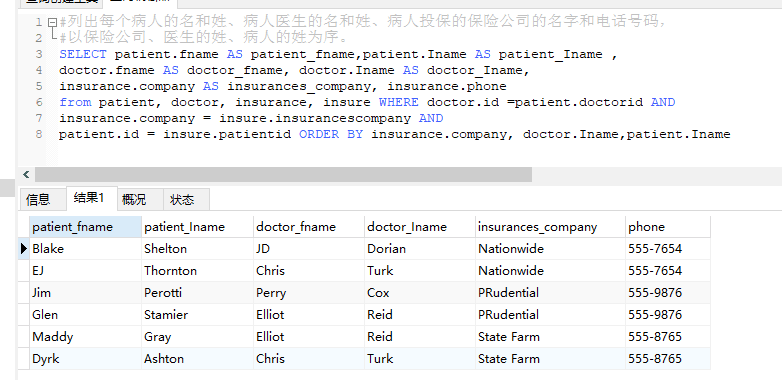 1 #列出每个病人的名和姓、病人医生的名和姓、病人投保的保险公司的名字和电话号码，
2 #以保险公司、医生的姓、病人的姓为序。
3 SELECT patient.fname AS patient_fname,patient.Iname AS patient_Iname ,
4 doctor.fname AS doctor_fname, doctor.Iname AS doctor_Iname,
5 insurance.company AS insurances_company, insurance.phone
6 from patient, doctor, insurance, insure WHERE doctor.id =patient.doctorid AND
7 insurance.company = insure.insurancescompany AND
8 patient.id = insure.patientid ORDER BY insurance.company, doctor.Iname,patient.Iname
信息 结果1 概况 状态
patient_fname patient_Iname doctor_fname doctor_Iname insurances_company phone
Blake Shelton JD Dorian Nationwide 555-7654
EJ Thornton Chris Turk Nationwide 555-7654
Jim Perotti Perry Cox PRudential 555-9876
Glen Stamier Elliot Reid PRudential 555-9876
Maddy Gray Elliot Reid State Farm 555-8765
Dyrk Ashton Chris Turk State Farm 555-8765